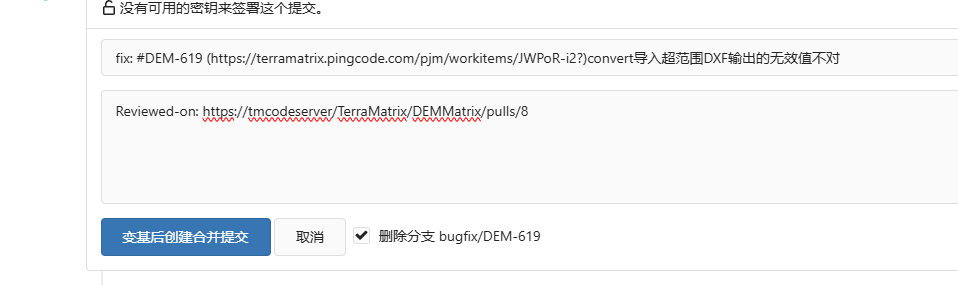 没有可用的密钥来签署这个提交。
fix: #DEM-619 (https://terramatrix.pingcode.com/pjm/workitems/JWPoR-i2?)convert导入超范围DXF输出的无效值不对
Reviewed-on: https://tmcodeserver/TerraMatrix/DEMMatrix/pulls/8
变基后创建合并提交 取消 删除分支 bugfix/DEM-619